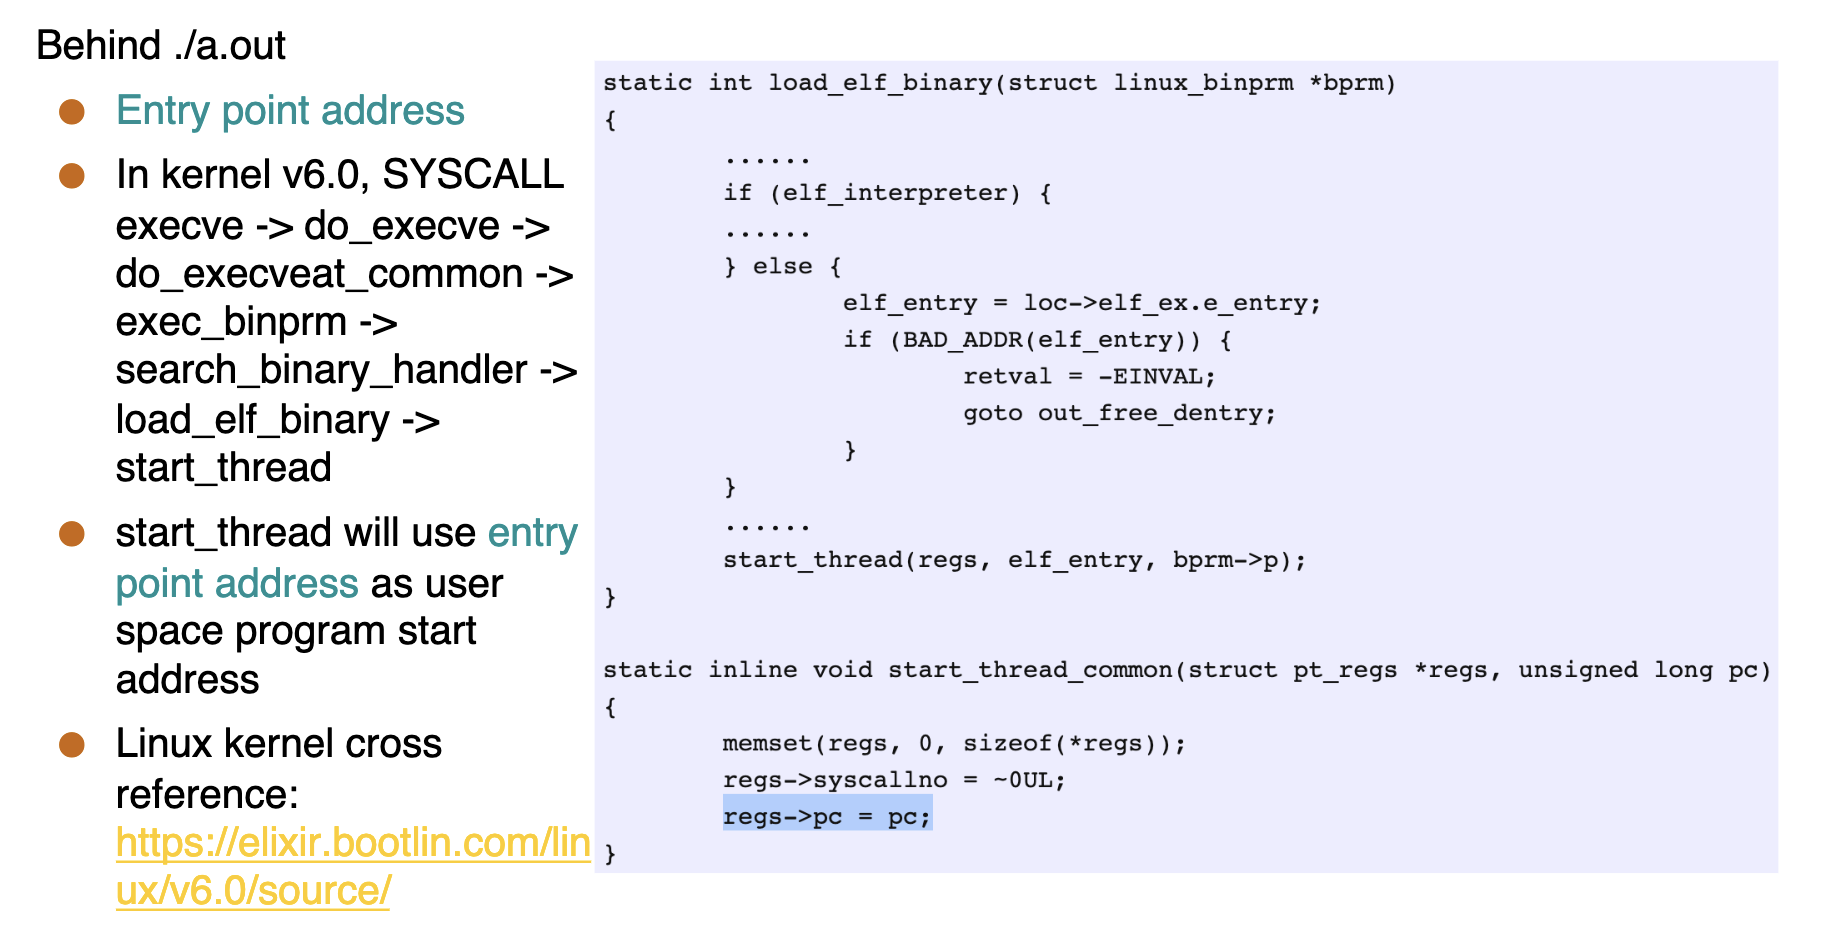 Behind ./a.out
Entry point address
In kernel v6.0, SYSCALL
execve -> do_execve ->
do_execveat_common ->
exec_binprm ->
search_binary_handler ->
load_elf_binary ->
start_thread
start_thread will use entry
point address as user
space program start
address
Linux kernel cross
reference:
https://elixir.bootlin.com/lin
ux/v6.0/source/
static int load_elf_binary(struct linux_binprm *bprm)
{
        ......
        if (elf_interpreter) {
        ......
        } else {
                elf_entry = loc->elf_ex.e_entry;
                if (BAD_ADDR(elf_entry)) {
                        retval = -EINVAL;
                        goto out_free_dentry;
                }
        }
        ......
        start_thread(regs, elf_entry, bprm->p);
}
static inline void start_thread_common(struct pt_regs *regs, unsigned long pc)
{
        memset(regs, 0, sizeof(*regs));
        regs->syscallno = ~0UL;
        regs->pc = pc;
}